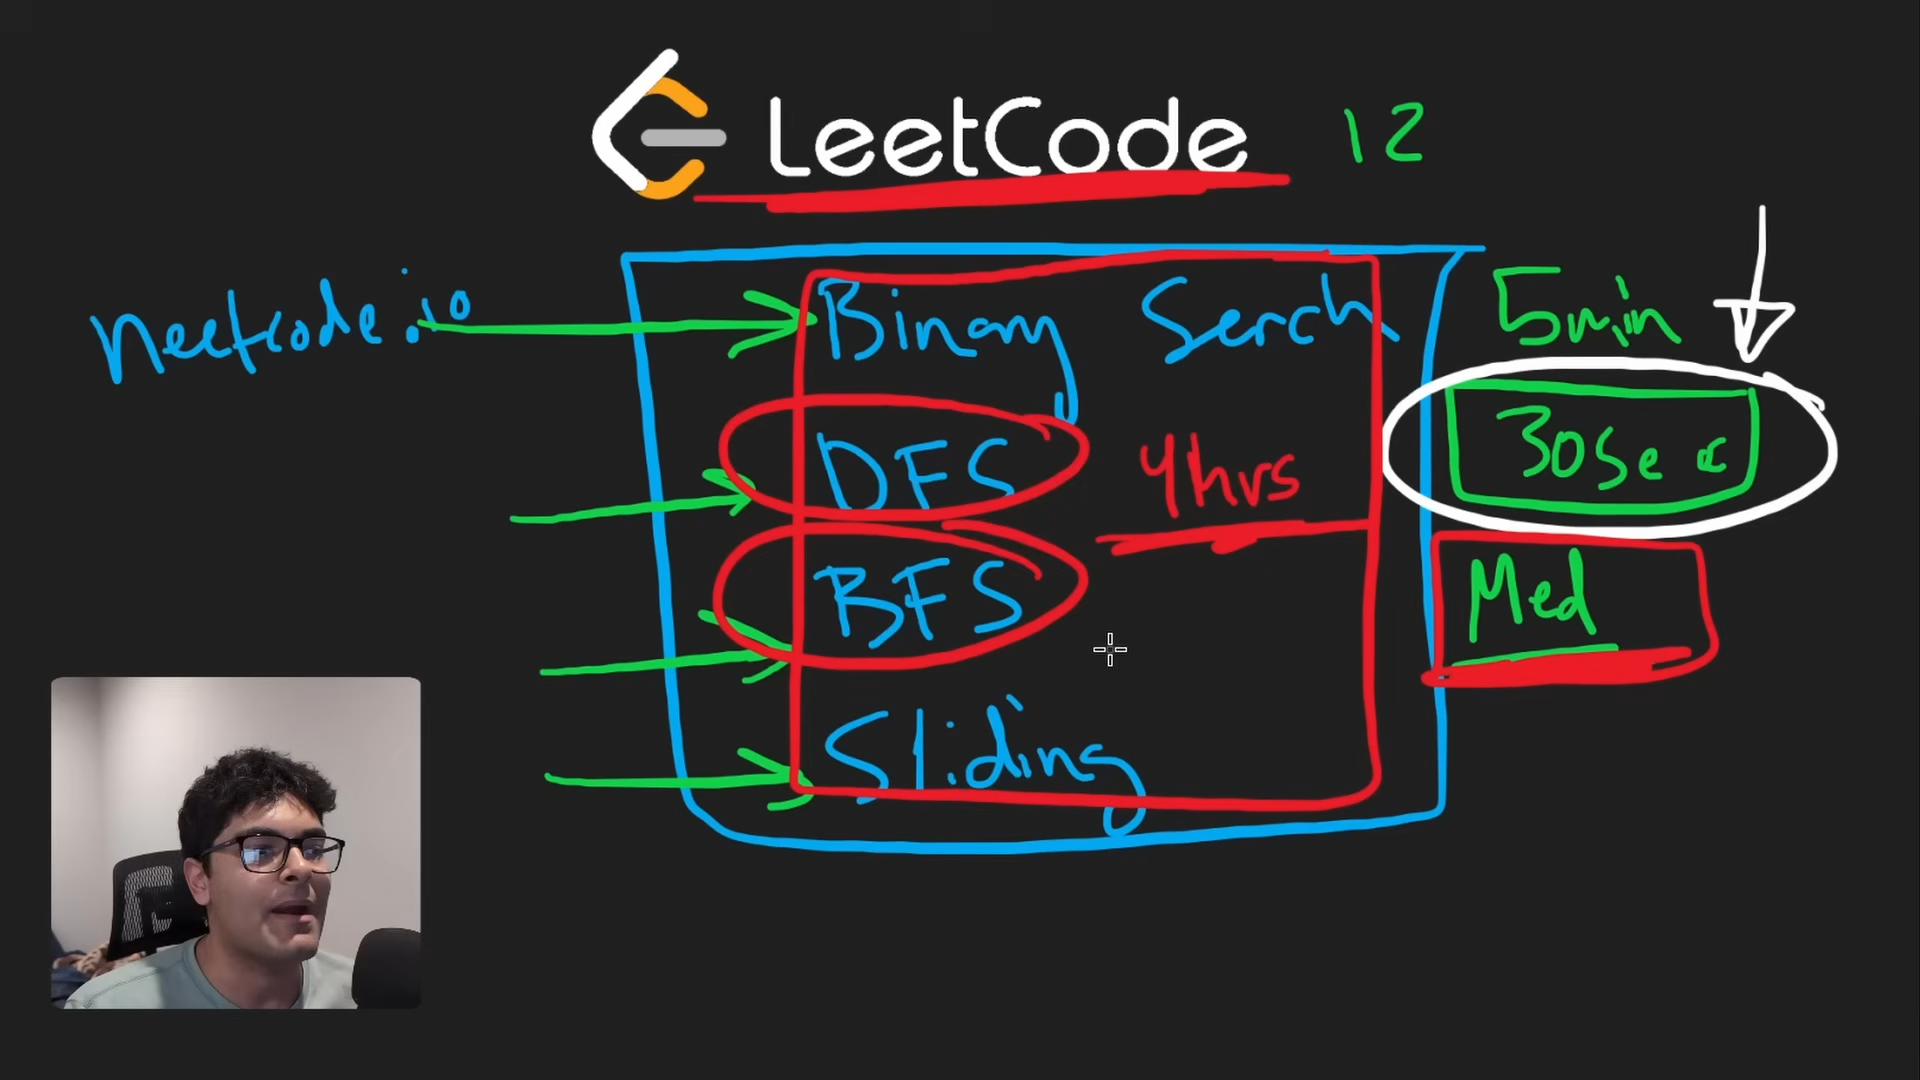 LeetCode 12
neetcode.io
Binary Serch
5min
DFS
4hrs
30Sec
BFS
Med
Sliding